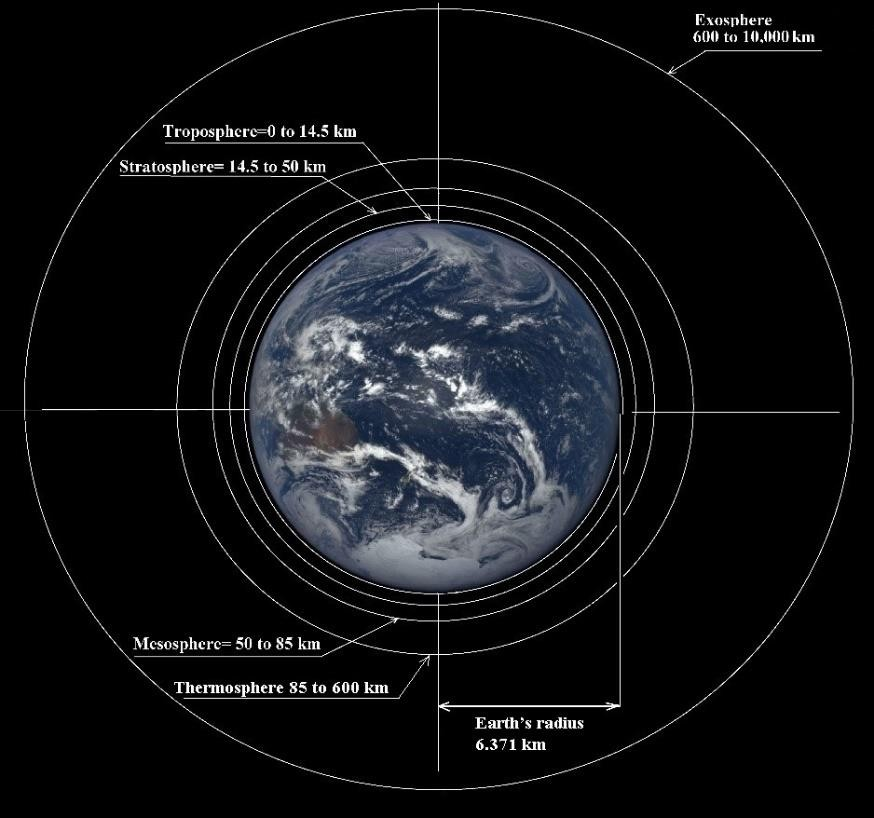 Exosphere
600 to 10,000 km
Troposphere=0 to 14.5 km
Stratosphere= 14.5 to 50 km
Mesosphere= 50 to 85 km
Thermosphere 85 to 600 km
Earth's radius
6.371 km